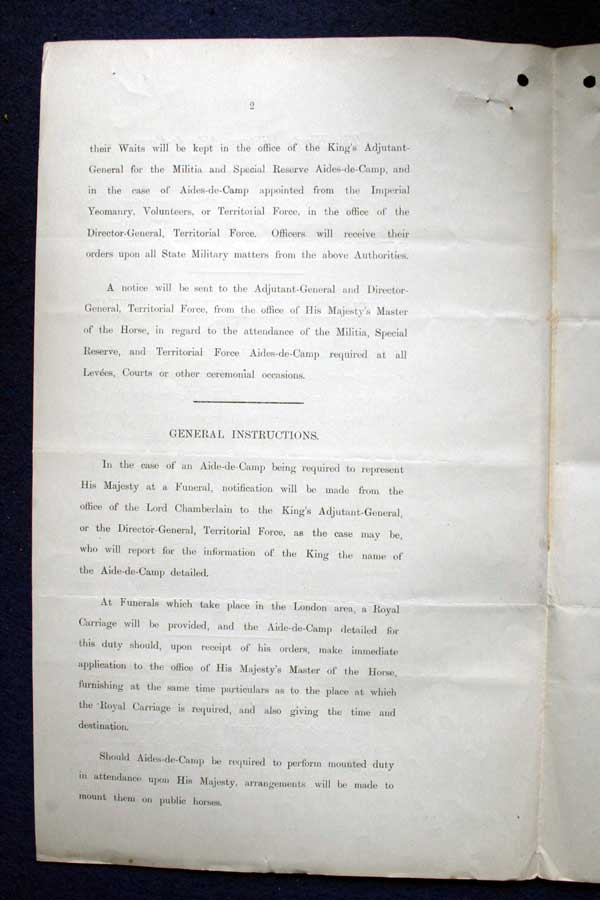 2
their Waits will be kept in the office of the King's Adjutant-
General for the Militia and Special Reserve Aides-de-Camp, and
in the case of Aides-de-Camp appointed from the Imperial
Yeomanry, Volunteers, or Territorial Force, in the office of the
Director-General, Territorial Force. Officers will receive their
orders upon all State Military matters from the above Authorities.
A notice will be sent to the Adjutant-General and Director-
General, Territorial Force, from the office of His Majesty's Master
of the Horse, in regard to the attendance of the Militia, Special
Reserve, and Territorial Force Aides-de-Camp required at all
Levées, Courts or other ceremonial occasions.
GENERAL INSTRUCTIONS.
In the case of an Aide-de-Camp being required to represent
His Majesty at a Funeral, notification will be made from the
office of the Lord Chamberlain to the King's Adjutant-General,
or the Director-General, Territorial Force, as the case may be,
who will report for the information of the King the name of
the Aide-de-Camp detailed.
At Funerals which take place in the London area, a Royal
Carriage will be provided, and the Aide-de-Camp detailed for
this duty should, upon receipt of his orders, make immediate
application to the office of His Majesty's Master of the Horse,
furnishing at the same time particulars as to the place at which
the Royal Carriage is required, and also giving the time and
destination.
Should Aides-de-Camp be required to perform mounted duty
in attendance upon His Majesty, arrangements will be made to
mount them on public horses.